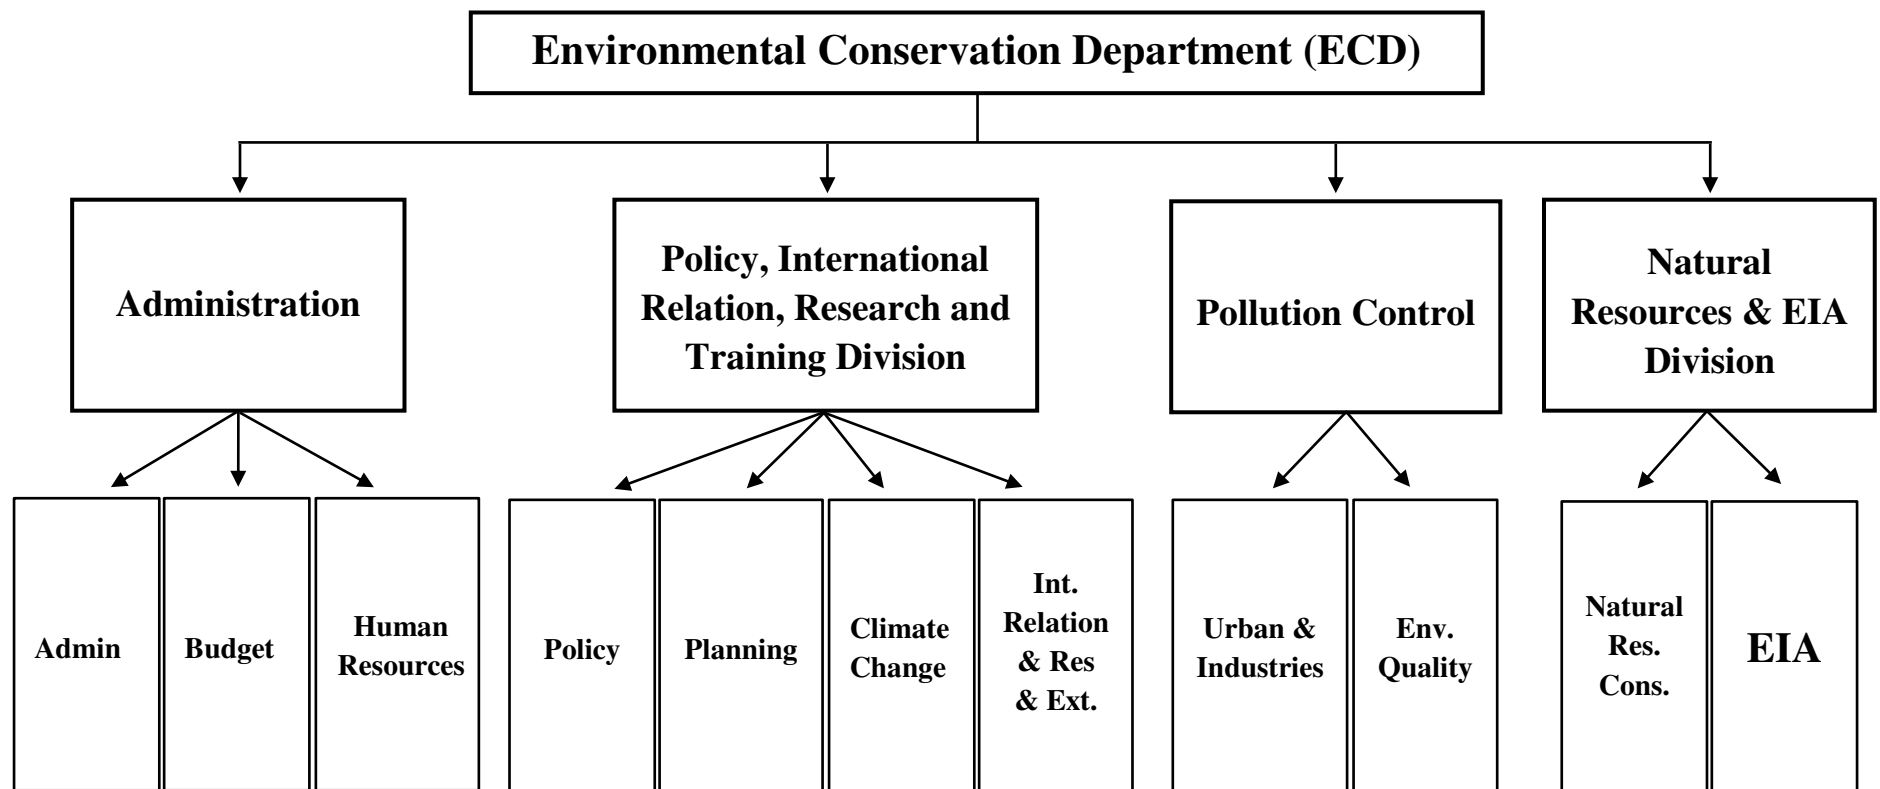 Environmental Conservation Department (ECD)
Administration
Policy, International
Relation, Research and
Training Division
Pollution Control
Natural
Resources & EIA
Division
Admin
Budget
Human
Resources
Policy
Planning
Climate
Change
Int.
Relation
& Res
& Ext.
Urban &
Industries
Env.
Quality
Natural
Res.
Cons.
EIA